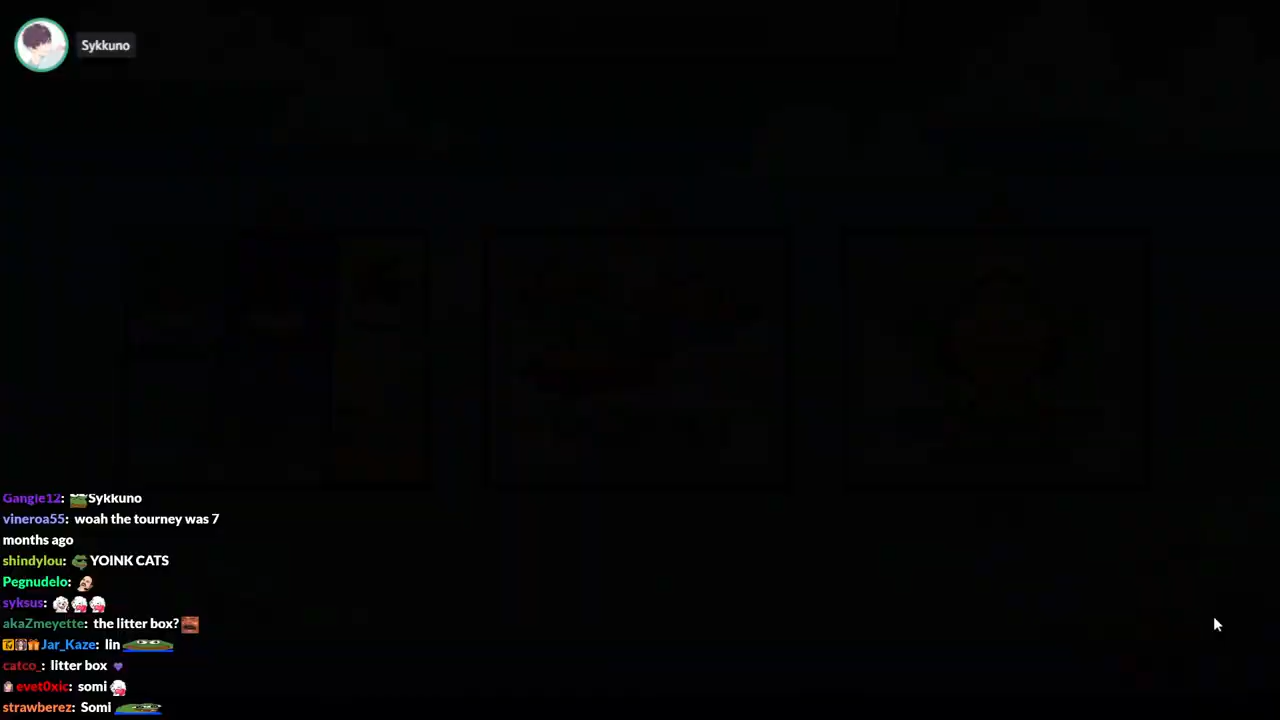 Sykkuno
Gangie12: Sykkuno
vineroa55: woah the tourney was 7
months ago
shindylou: YOINK CATS
Pegnudelo:
syksus:
akaZmeyette: the litter box?
Jar_Kaze: lin
catco_: litter box
evet0xic: somi
strawberez: Somi